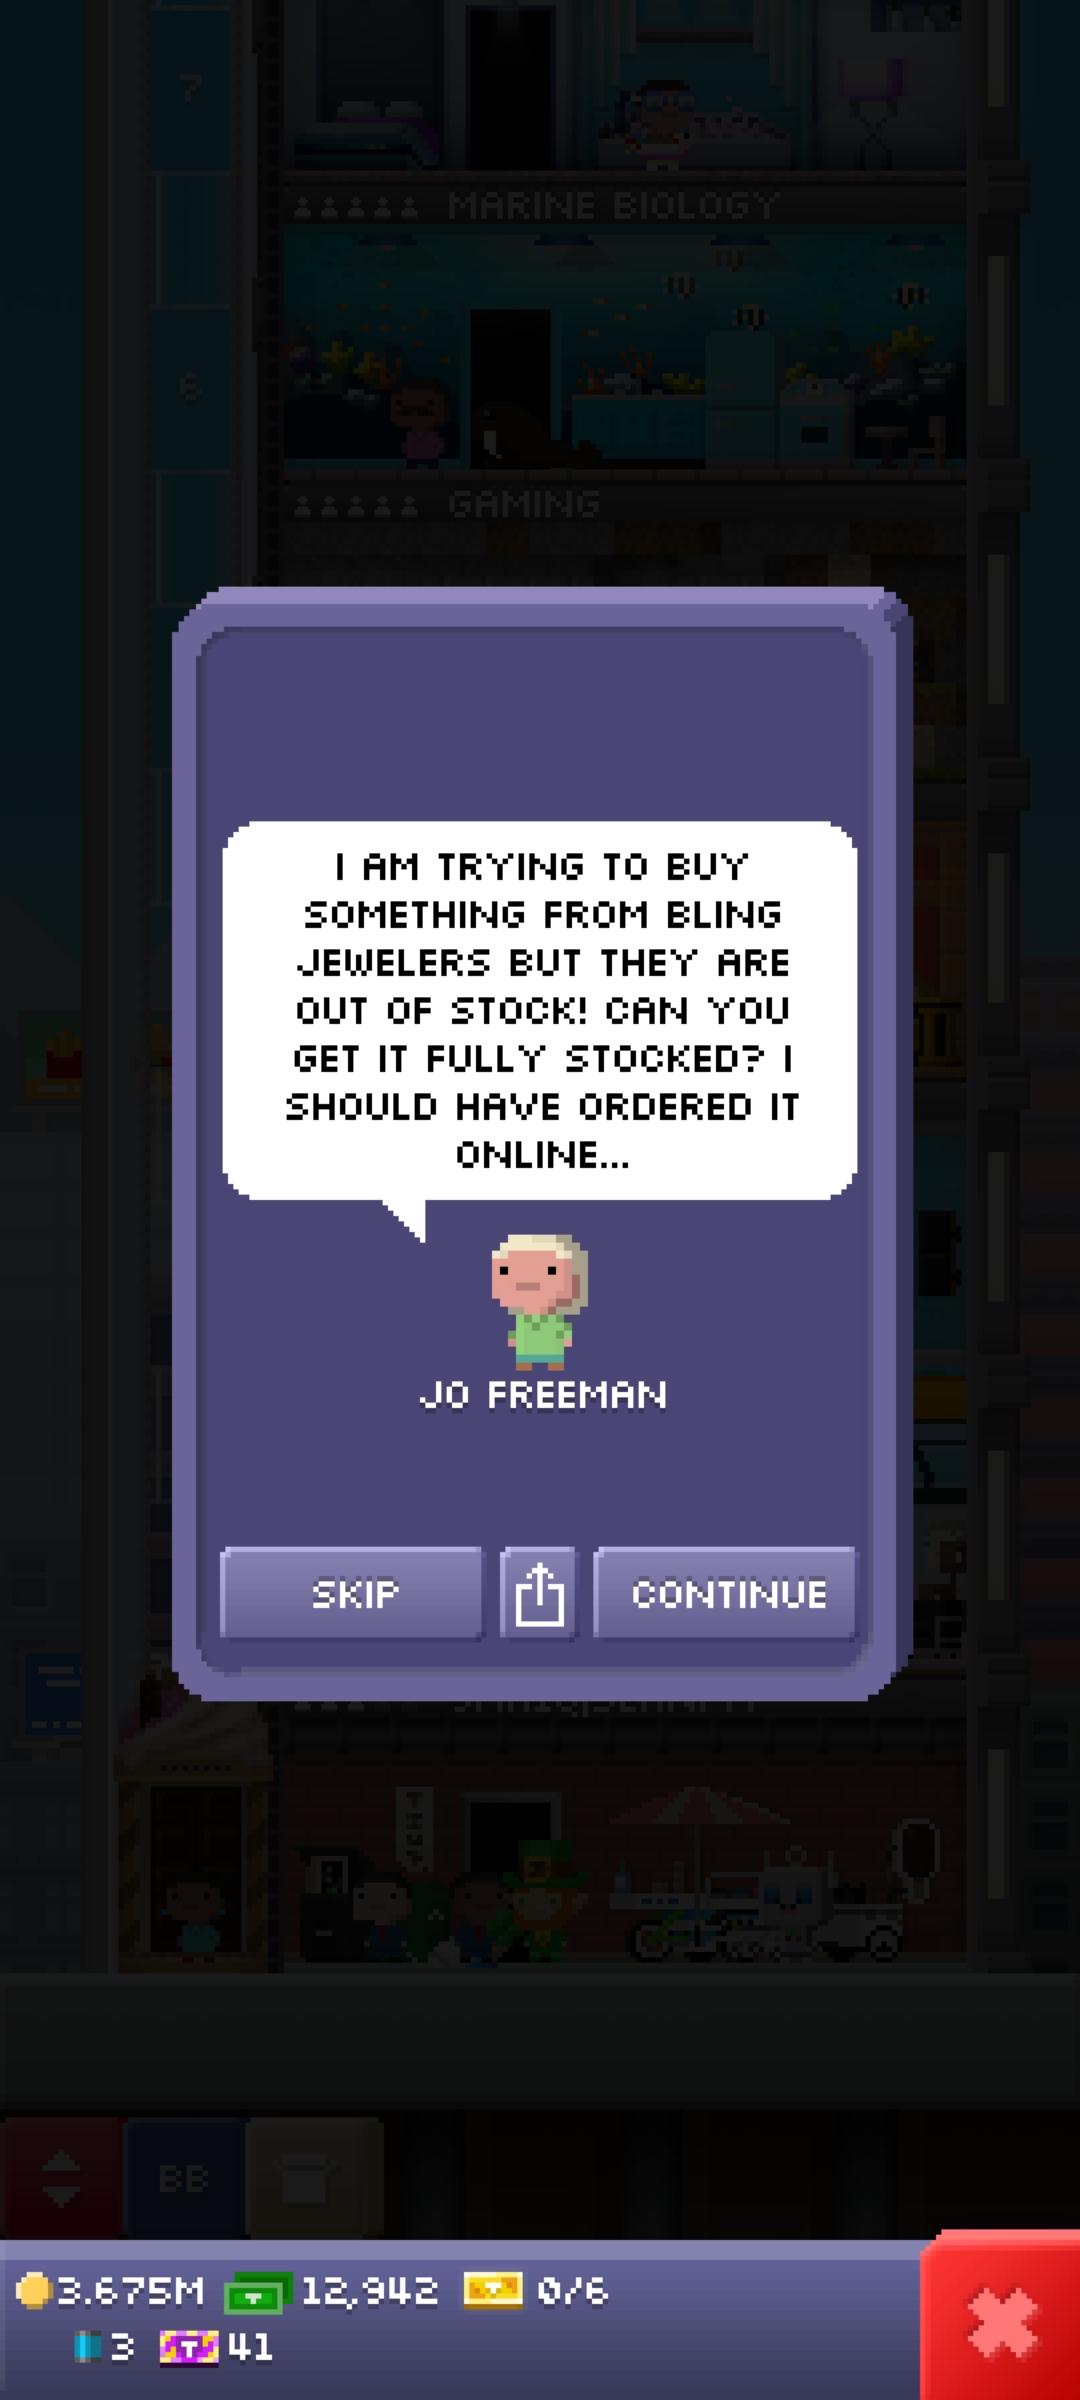 7
MARINE BIOLOGY
6
GAMING
I AM TRYING TO BUY
SOMETHING FROM BLING
JEWELERS BUT THEY ARE
OUT OF STOCK! CAN YOU
GET IT FULLY STOCKED? I
SHOULD HAVE ORDERED IT
ONLINE...
JO FREEMAN
SKIP
CONTINUE
BB
3.675M
12,942
0/6
3
41